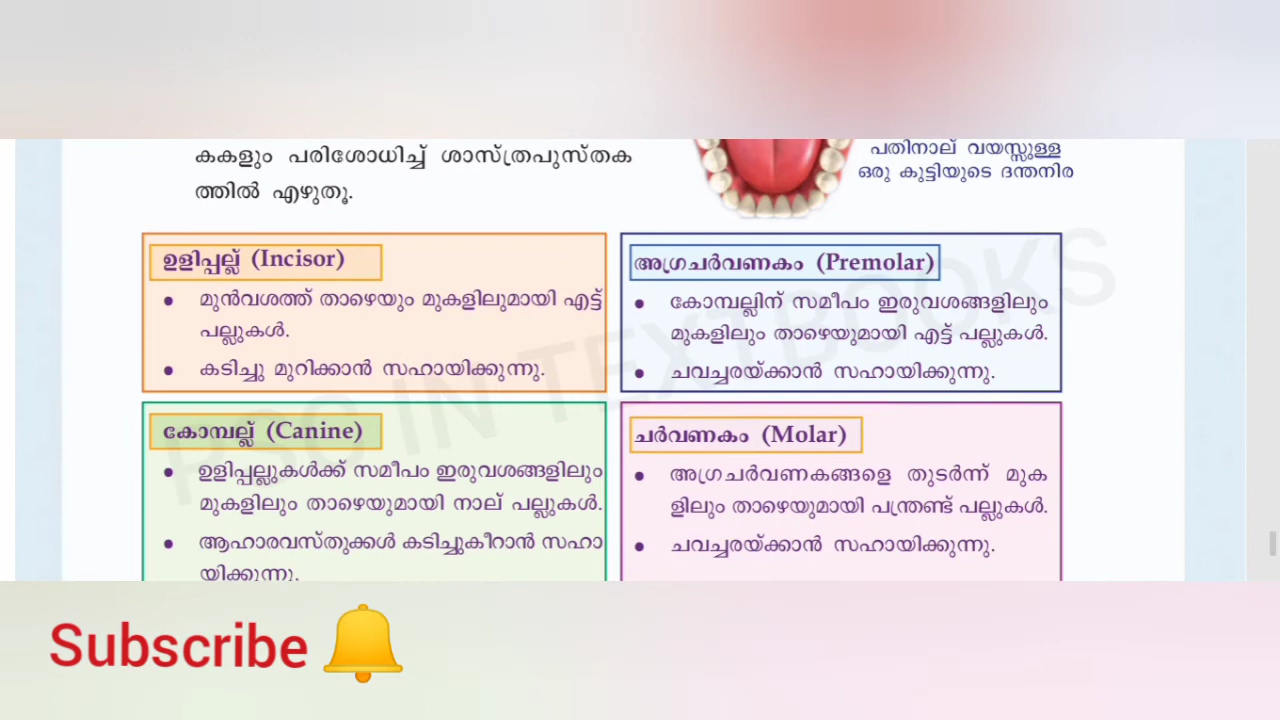 കകളും പരിശോധിച്ച് ശാസ്ത്രപുസ്തക
ത്തിൽ എഴുതൂ.
പതിനാല് വയസ്സുള്ള
ഒരു കുട്ടിയുടെ ദന്തനിര
ഉളിപ്പല്ല് (Incisor)
• മുൻവശത്ത് താഴെയും മുകളിലുമായി എട്ട്
പല്ലുകൾ.
• കടിച്ചു മുറിക്കാൻ സഹായിക്കുന്നു.
അഗ്രചർവണകം (Premolar)
• കോമ്പല്ലിന് സമീപം ഇരുവശങ്ങളിലും
മുകളിലും താഴെയുമായി എട്ട് പല്ലുകൾ.
• ചവച്ചരയ്ക്കാൻ സഹായിക്കുന്നു.
കോമ്പല്ല് (Canine)
• ഉളിപ്പല്ലുകൾക്ക് സമീപം ഇരുവശങ്ങളിലും
മുകളിലും താഴെയുമായി നാല് പല്ലുകൾ.
• ആഹാരവസ്തുക്കൾ കടിച്ചുകീറാൻ സഹാ
യിക്കുന്നു.
ചർവണകം (Molar)
• അഗ്രചർവണകങ്ങളെ തുടർന്ന് മുക
ളിലും താഴെയുമായി പന്ത്രണ്ട് പല്ലുകൾ.
• ചവച്ചരയ്ക്കാൻ സഹായിക്കുന്നു.
PSC IN TEXTBOOKS
Subscribe